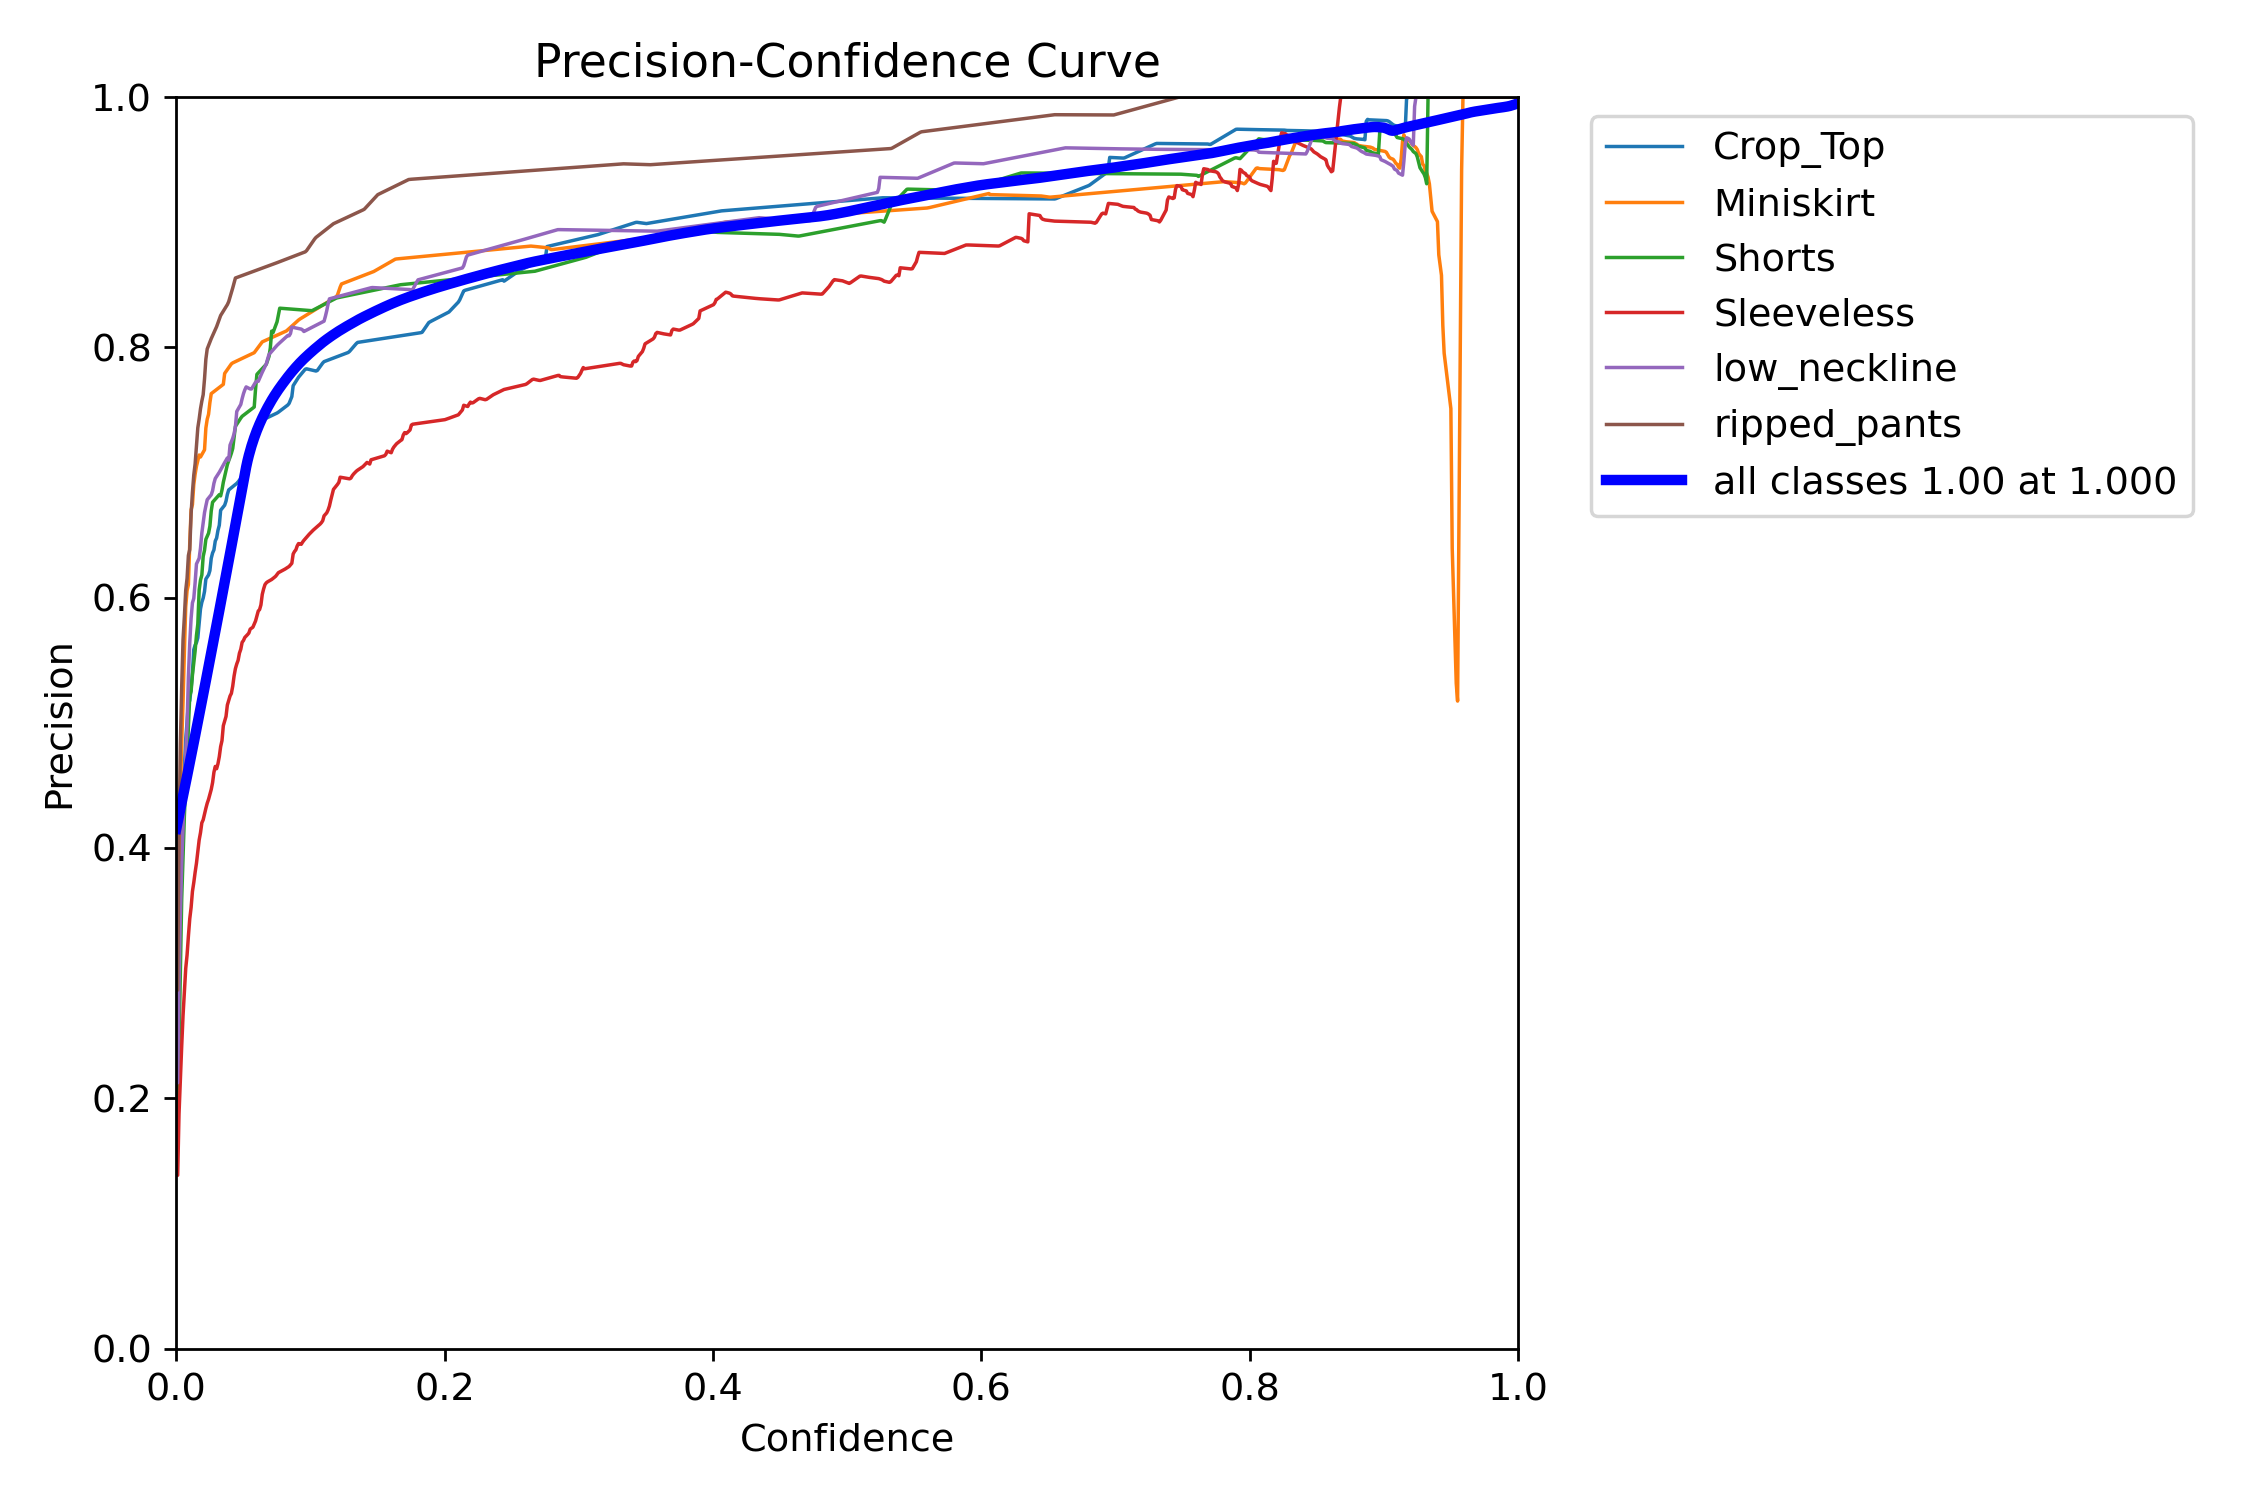 Precision-Confidence Curve
1.0
0.8
0.6
0.4
0.2
0.0
Precision
0.0 0.2 0.4 0.6 0.8 1.0
Confidence
Crop_Top
Miniskirt
Shorts
Sleeveless
low_neckline
ripped_pants
all classes 1.00 at 1.000